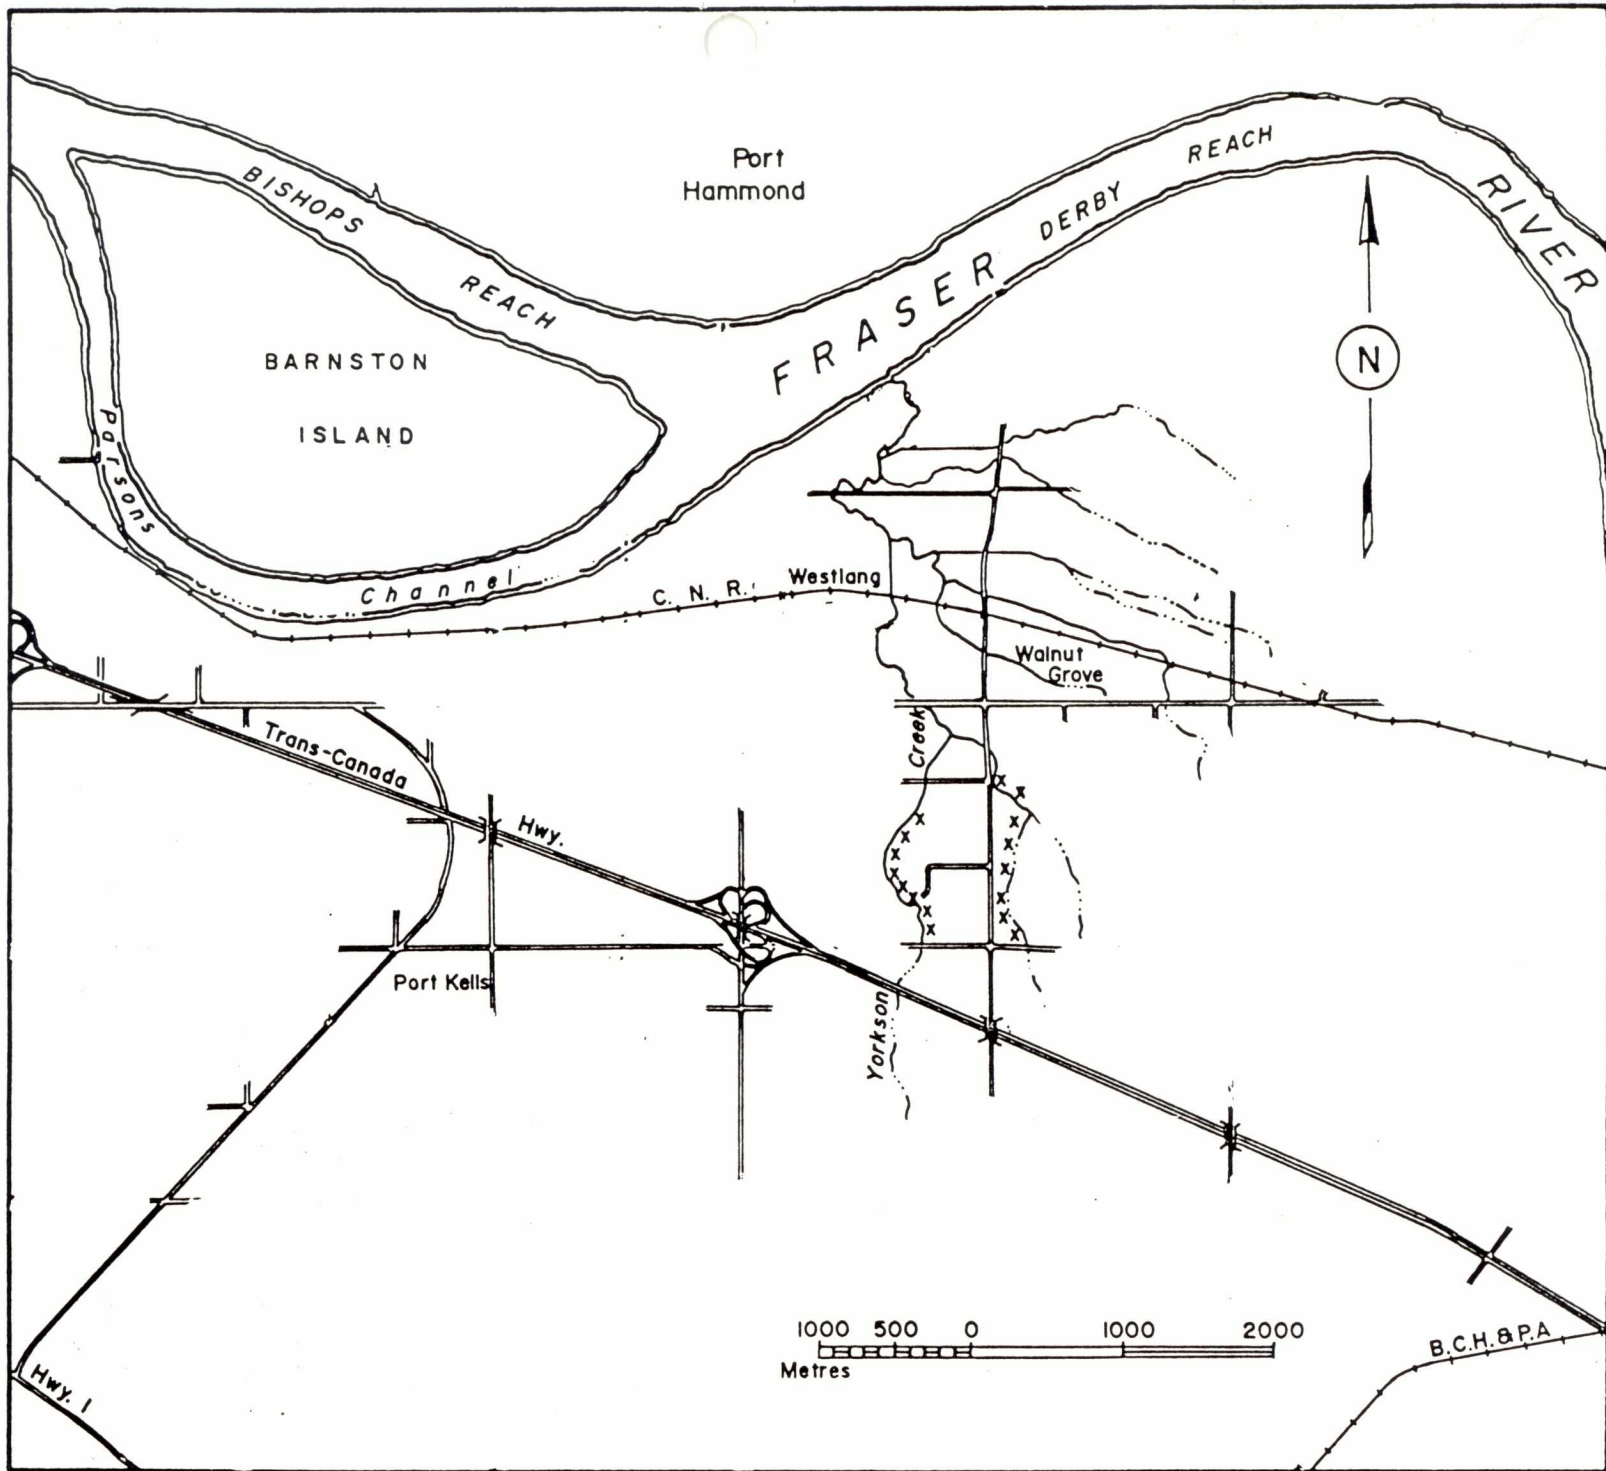 Port
Hammond
BISHOPS
REACH
DERBY
REACH
FRASER
RIVER
BARNSTON
ISLAND
N
Parsons
Channel
C. N. R.
Westlang
Walnut
Grove
Creek
Trans-Canada
Hwy.
Port Kells
Yorkson
1000 500 0 1000 2000
Metres
B.C.H. & P.A
Hwy. 1